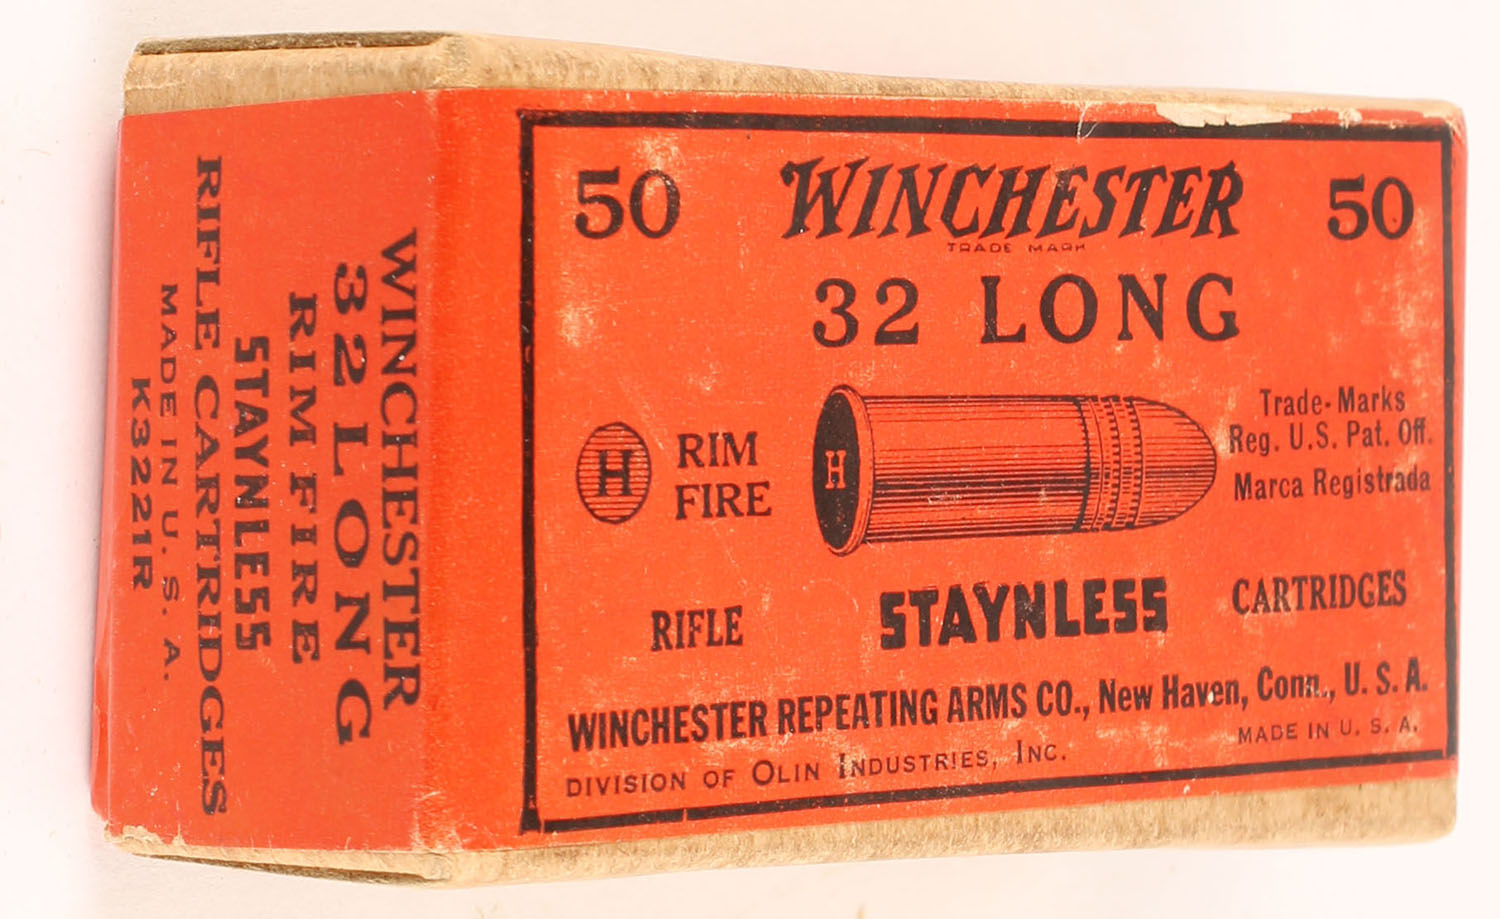 50 WINCHESTER 50
TRADE MARK
32 LONG
H RIM FIRE
H
Trade-Marks
Reg. U.S. Pat. Off.
Marca Registrada
RIFLE STAYNLESS CARTRIDGES
WINCHESTER REPEATING ARMS CO., New Haven, Conn., U. S. A.
DIVISION OF OLIN INDUSTRIES, INC.
MADE IN U. S. A.
WINCHESTER
32 LONG
RIM FIRE
STAYNLESS
RIFLE CARTRIDGES
MADE IN U. S. A.
K3221R